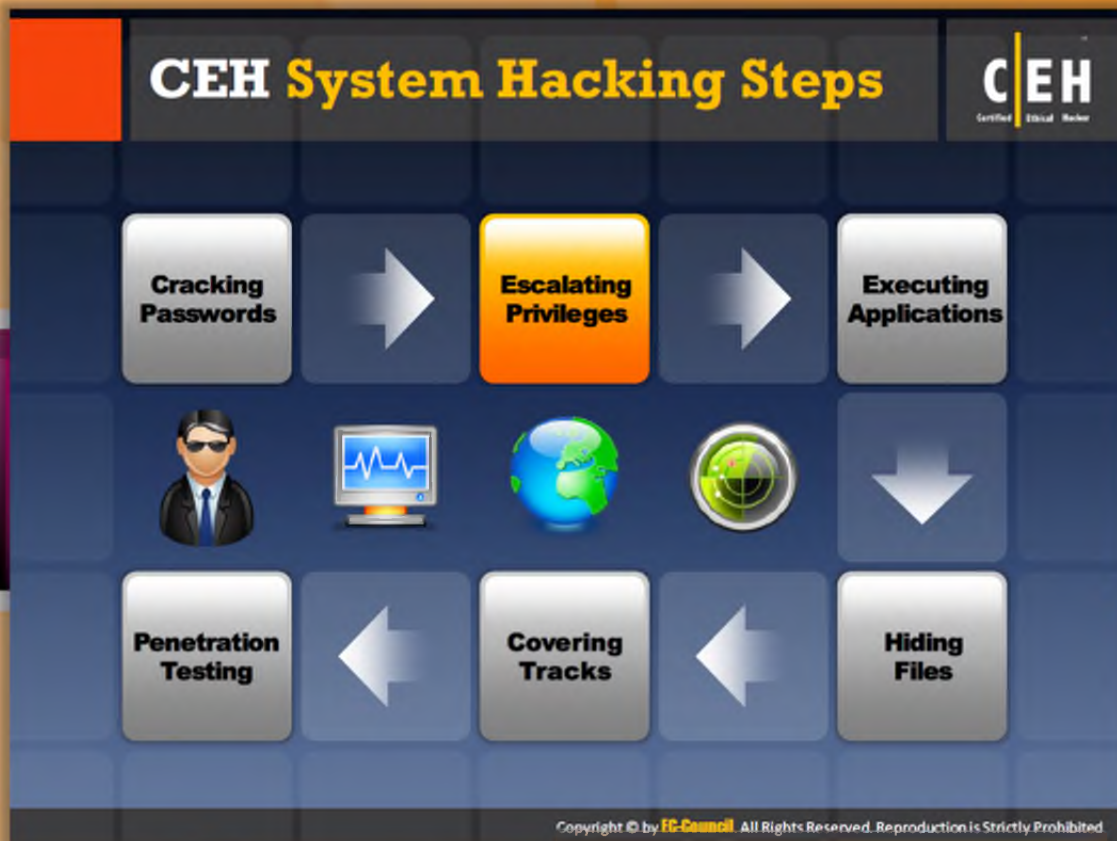 CEH System Hacking Steps
CEH
Certified Ethical Hacker
Cracking
Passwords
Escalating
Privileges
Executing
Applications
Penetration
Testing
Covering
Tracks
Hiding
Files
Copyright © by EC-Council. All Rights Reserved. Reproduction is Strictly Prohibited